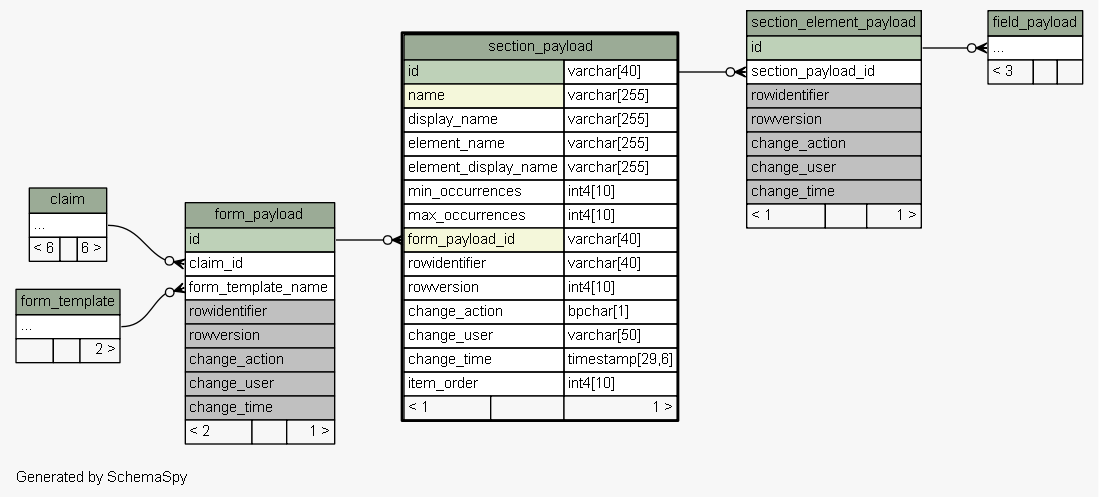 claim
...
< 6 6 >
form_template
...
2 >
form_payload
id
claim_id
form_template_name
rowidentifier
rowversion
change_action
change_user
change_time
< 2 1 >
section_payload
id varchar[40]
name varchar[255]
display_name varchar[255]
element_name varchar[255]
element_display_name varchar[255]
min_occurrences int4[10]
max_occurrences int4[10]
form_payload_id varchar[40]
rowidentifier varchar[40]
rowversion int4[10]
change_action bpchar[1]
change_user varchar[50]
change_time timestamp[29,6]
item_order int4[10]
< 1 1 >
section_element_payload
id
section_payload_id
rowidentifier
rowversion
change_action
change_user
change_time
< 1 1 >
field_payload
...
< 3
Generated by SchemaSpy